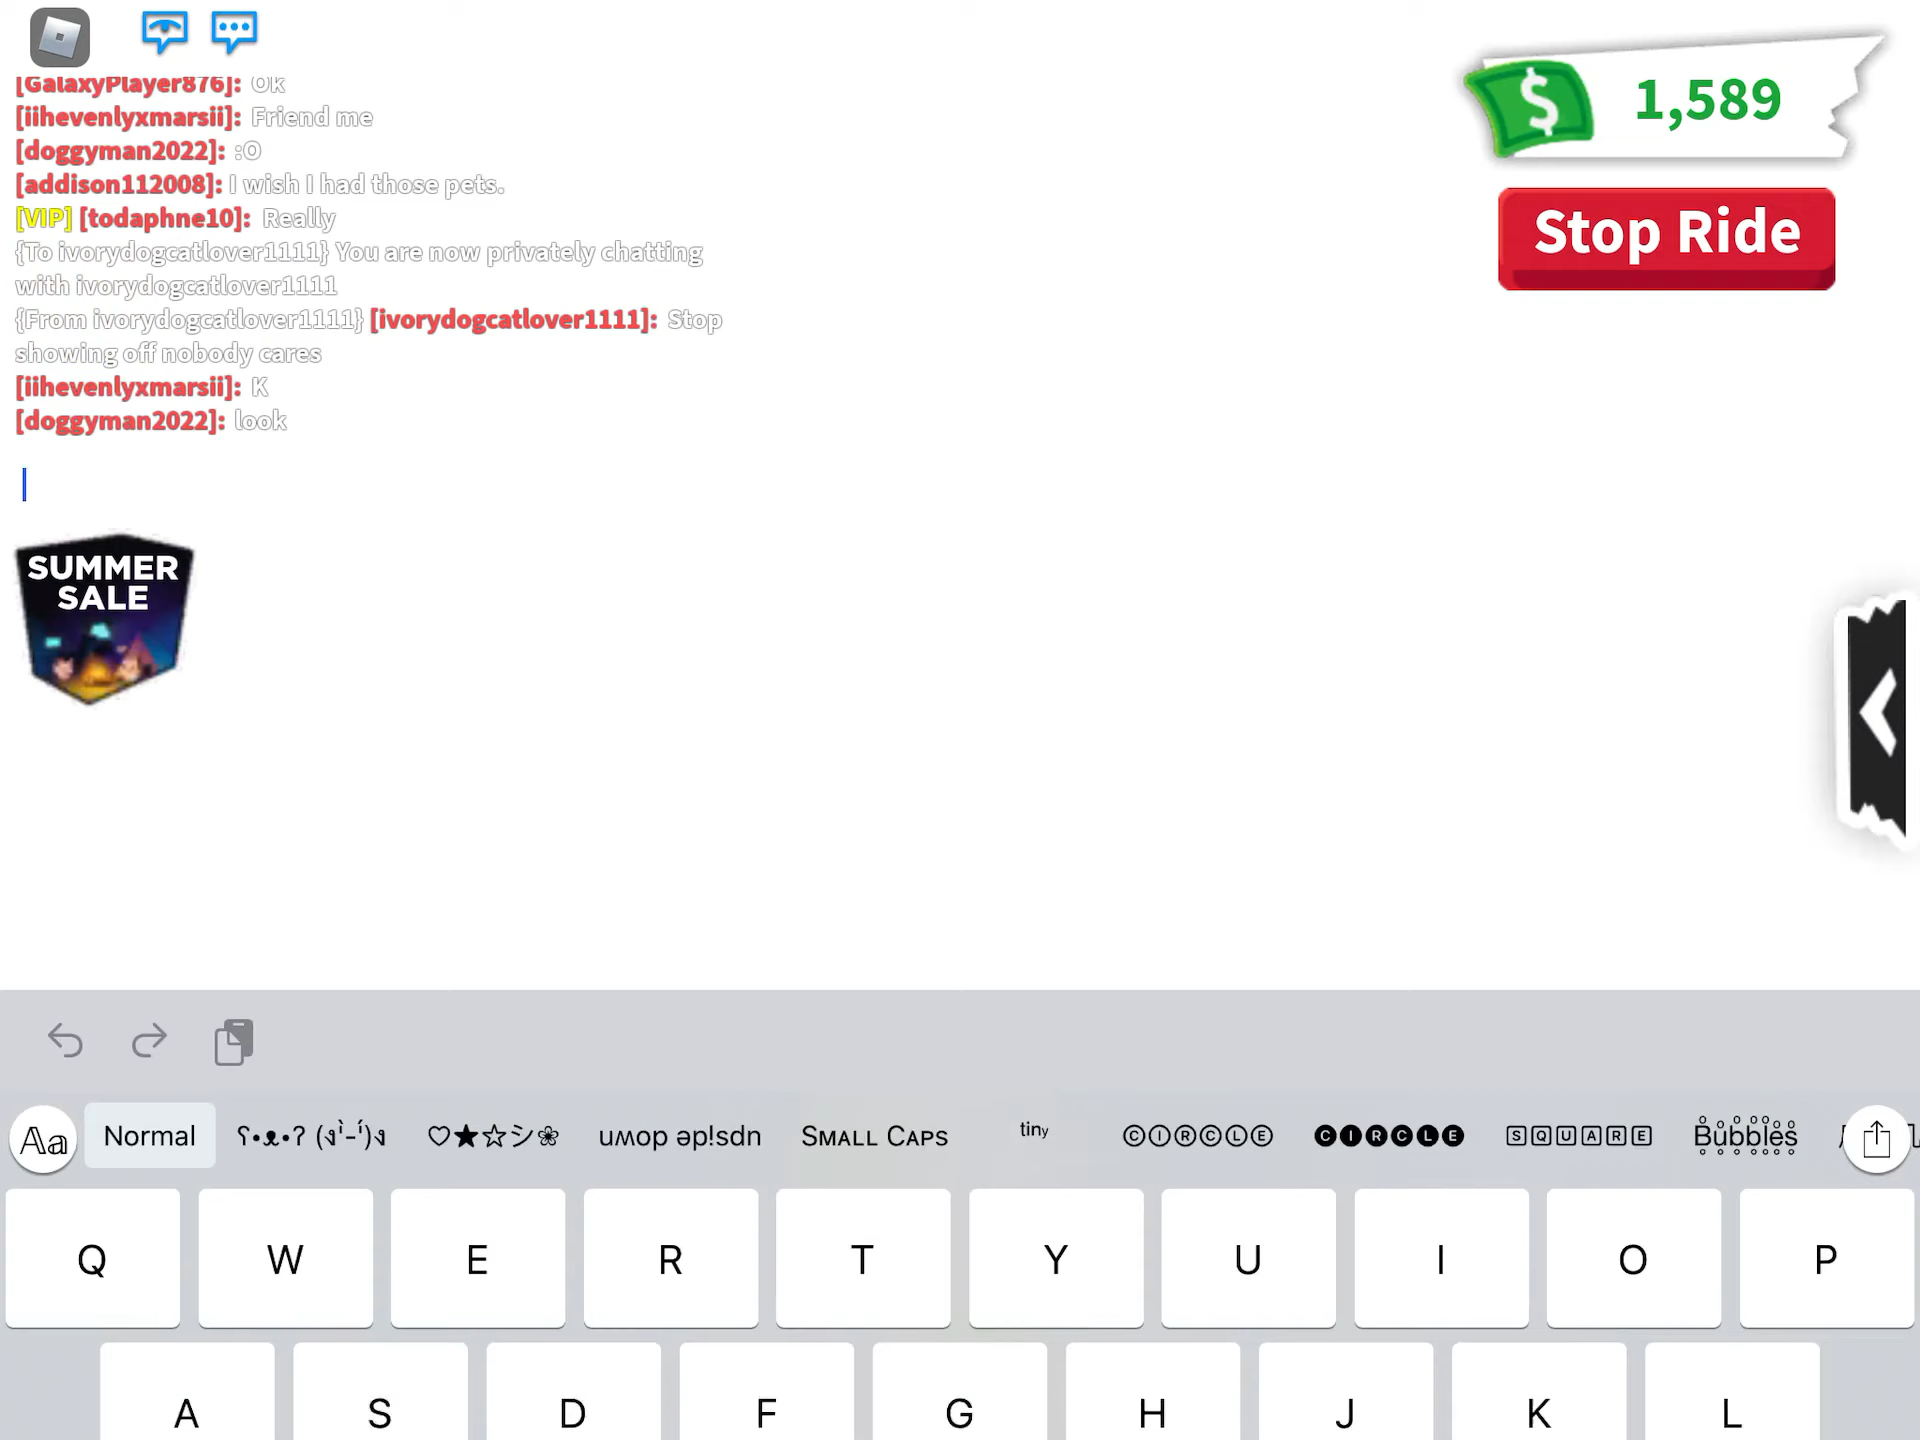 [GalaxyPlayer876]: Ok
[iihevenlyxmarsii]: Friend me
[doggyman2022]: :O
[addison112008]: I wish I had those pets.
[VIP] [todaphne10]: Really
{To ivorydogcatlover1111} You are now privately chatting
with ivorydogcatlover1111
{From ivorydogcatlover1111} [ivorydogcatlover1111]: Stop
showing off nobody cares
[iihevenlyxmarsii]: K
[doggyman2022]: look
1,589
Stop Ride
SUMMER
SALE
Aa Normal ʕ•ᴥ•ʔ (ง'̀-'́)ง ♡★☆シ❀ uʍop ǝp!sdn Sᴍᴀʟʟ Cᴀᴘs ᵗⁱⁿʸ ⒸⒾⓇⒸⓁⒺ 🅒🅘🅡🅒🅛🅔 🅂🅀🅄🄰🅁🄴 Bubbles
Q W E R T Y U I O P
A S D F G H J K L